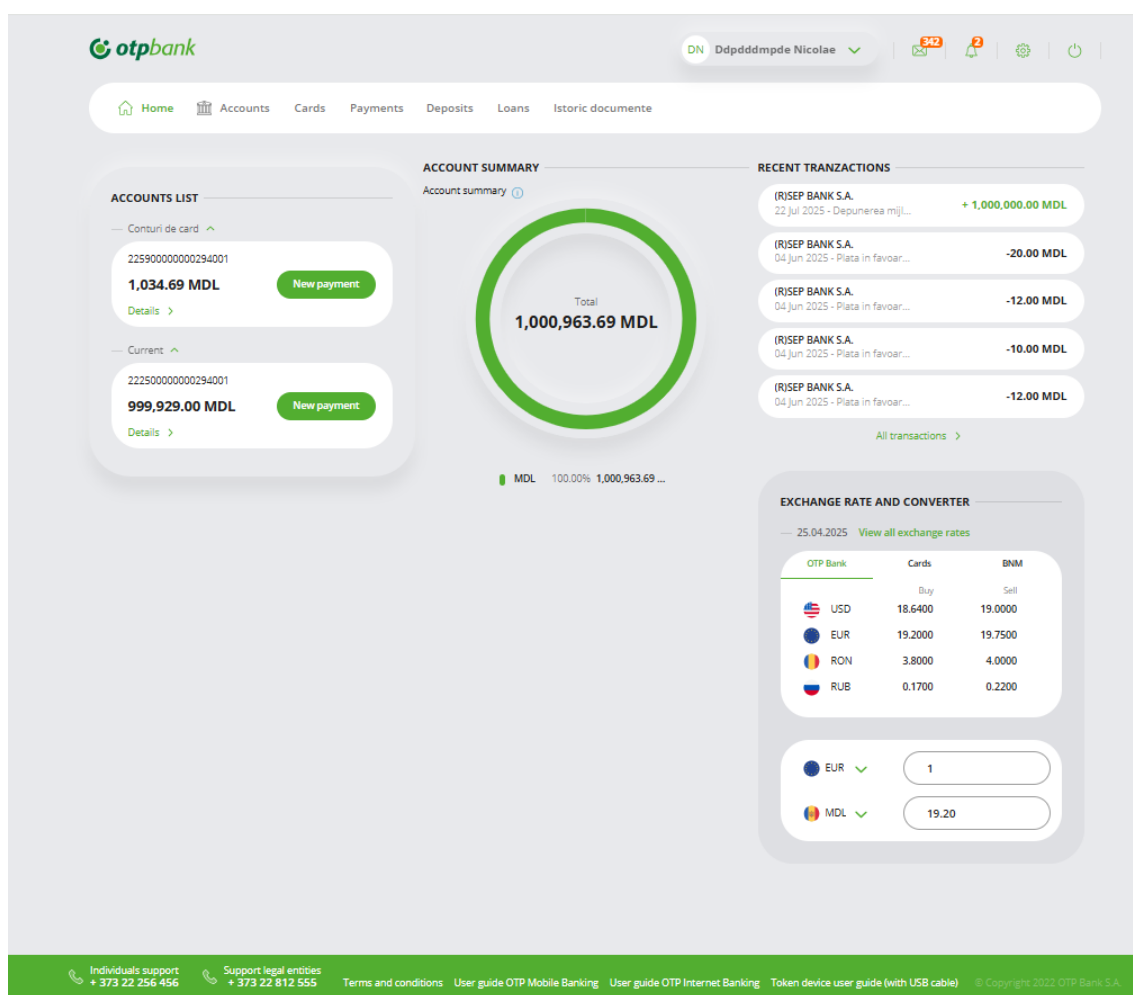 otpbank
DN Ddpdddmpde Nicolae
342
2
Home Accounts Cards Payments Deposits Loans Istoric documente
ACCOUNTS LIST
Conturi de card
225900000000294001
1,034.69 MDL
New payment
Details
Current
222500000000294001
999,929.00 MDL
New payment
Details
ACCOUNT SUMMARY
Account summary
Total
1,000,963.69 MDL
MDL 100.00% 1,000,963.69 ...
RECENT TRANZACTIONS
(R)SEP BANK S.A.
22 Jul 2025 - Depunerea mijl...
+ 1,000,000.00 MDL
(R)SEP BANK S.A.
04 Jun 2025 - Plata in favoar...
-20.00 MDL
(R)SEP BANK S.A.
04 Jun 2025 - Plata in favoar...
-12.00 MDL
(R)SEP BANK S.A.
04 Jun 2025 - Plata in favoar...
-10.00 MDL
(R)SEP BANK S.A.
04 Jun 2025 - Plata in favoar...
-12.00 MDL
All transactions
EXCHANGE RATE AND CONVERTER
25.04.2025 View all exchange rates
OTP Bank Cards BNM
Buy Sell
USD 18.6400 19.0000
EUR 19.2000 19.7500
RON 3.8000 4.0000
RUB 0.1700 0.2200
EUR 1
MDL 19.20
Individuals support
+ 373 22 256 456
Support legal entities
+ 373 22 812 555
Terms and conditions User guide OTP Mobile Banking User guide OTP Internet Banking Token device user guide (with USB cable) © Copyright 2022 OTP Bank S.A.